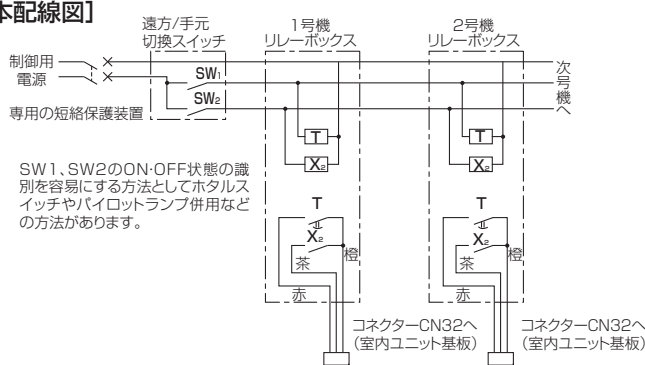 本配線図]
遠方/手元
切換スイッチ
1号機
リレーボックス
2号機
リレーボックス
制御用
電源
専用の短絡保護装置
SW1
SW2
次号機へ
T
X2
T
X2
SW1、SW2のON・OFF状態の識
別を容易にする方法としてホタルス
イッチやパイロットランプ併用など
の方法があります。
T
X2
橙
茶
赤
T
X2
橙
茶
赤
コネクターCN32へ
(室内ユニット基板)
コネクターCN32へ
(室内ユニット基板)